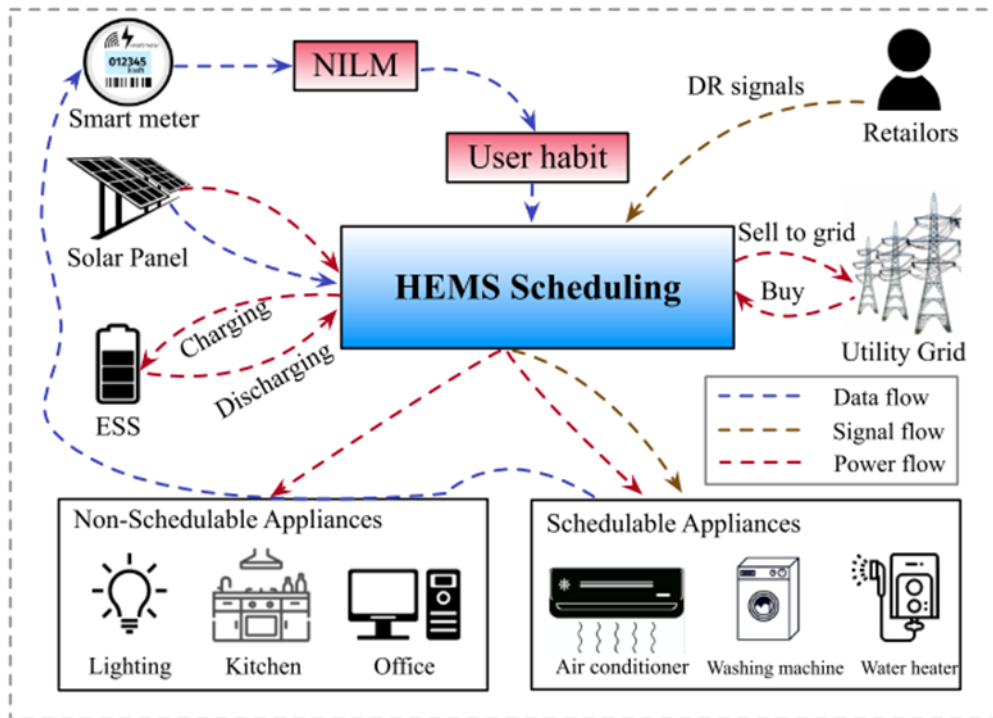 012345
kwh
Smart meter
NILM
DR signals
Retailors
User habit
Solar Panel
HEMS Scheduling
Sell to grid
Buy
Utility Grid
Charging
Discharging
ESS
Data flow
Signal flow
Power flow
Non-Schedulable Appliances
Lighting
Kitchen
Office
Schedulable Appliances
Air conditioner
Washing machine
Water heater